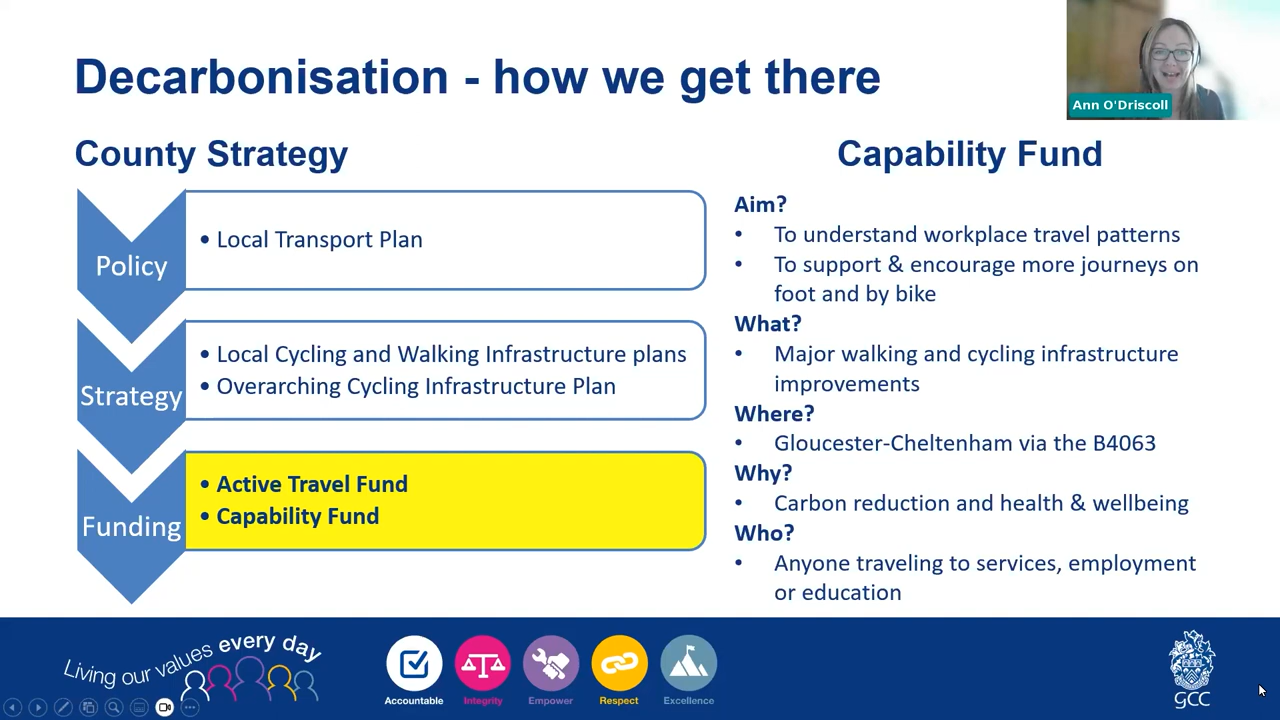 Decarbonisation - how we get there
Ann O'Driscoll
County Strategy
Policy
• Local Transport Plan
Strategy
• Local Cycling and Walking Infrastructure plans
• Overarching Cycling Infrastructure Plan
Funding
• Active Travel Fund
• Capability Fund
Capability Fund
Aim?
• To understand workplace travel patterns
• To support & encourage more journeys on
foot and by bike
What?
• Major walking and cycling infrastructure
improvements
Where?
• Gloucester-Cheltenham via the B4063
Why?
• Carbon reduction and health & wellbeing
Who?
• Anyone traveling to services, employment
or education
Living our values every day
Accountable
Integrity
Empower
Respect
Excellence
GCC